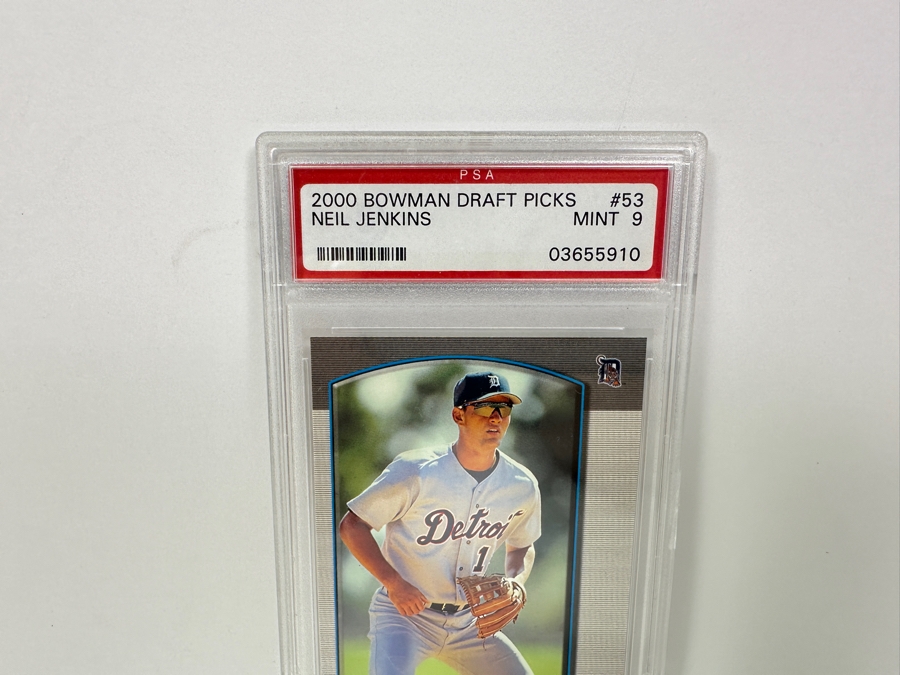 PSA
2000 BOWMAN DRAFT PICKS #53
NEIL JENKINS MINT 9
03655910
D
D
Detroit
1